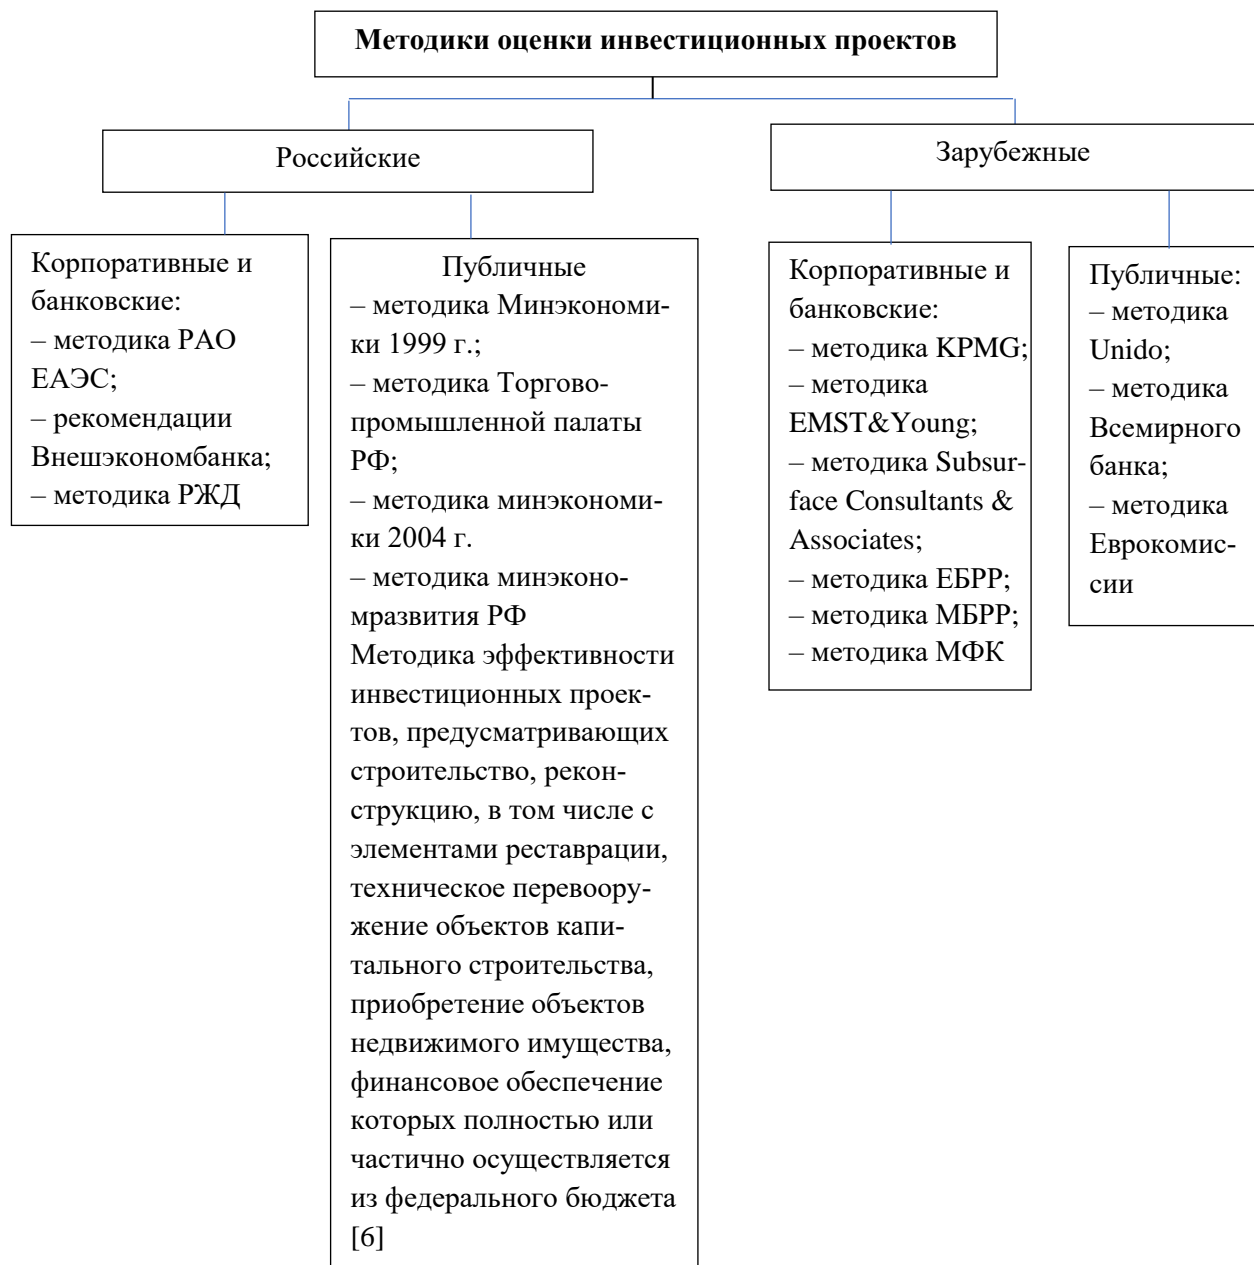 Методики оценки инвестиционных проектов
Российские
Зарубежные
Корпоративные и
банковские:
– методика РАО
ЕАЭС;
– рекомендации
Внешэкономбанка;
– методика РЖД
Публичные
– методика Минэкономи-
ки 1999 г.;
– методика Торгово-
промышленной палаты
РФ;
– методика минэкономи-
ки 2004 г.
– методика минэконо-
мразвития РФ
Методика эффективности
инвестиционных проек-
тов, предусматривающих
строительство, рекон-
струкцию, в том числе с
элементами реставрации,
техническое перевоору-
жение объектов капи-
тального строительства,
приобретение объектов
недвижимого имущества,
финансовое обеспечение
которых полностью или
частично осуществляется
из федерального бюджета
[6]
Корпоративные и
банковские:
– методика KPMG;
– методика
EMST&Young;
– методика Subsur-
face Consultants &
Associates;
– методика ЕБРР;
– методика МБРР;
– методика МФК
Публичные:
– методика
Unido;
– методика
Всемирного
банка;
– методика
Еврокомис-
сии